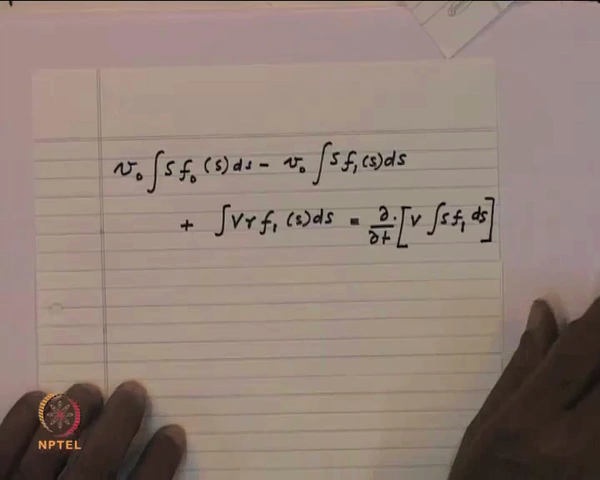 v₀ ∫ S f₀ (s) ds - v₀ ∫ S f₁ (s) ds
+ ∫ V r f₁ (s) ds = ∂/∂t [ V ∫ S f₁ ds ]
NPTEL